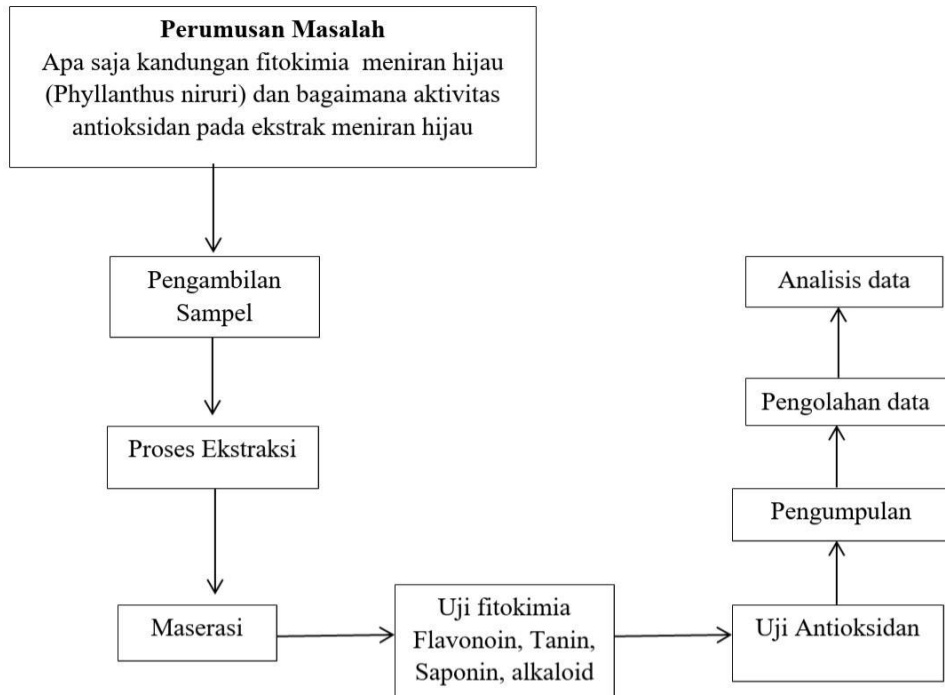 Perumusan Masalah
Apa saja kandungan fitokimia meniran hijau
(Phyllanthus niruri) dan bagaimana aktivitas
antioksidan pada ekstrak meniran hijau
Pengambilan
Sampel
Proses Ekstraksi
Maserasi
Uji fitokimia
Flavonoin, Tanin,
Saponin, alkaloid
Uji Antioksidan
Pengumpulan
Pengolahan data
Analisis data